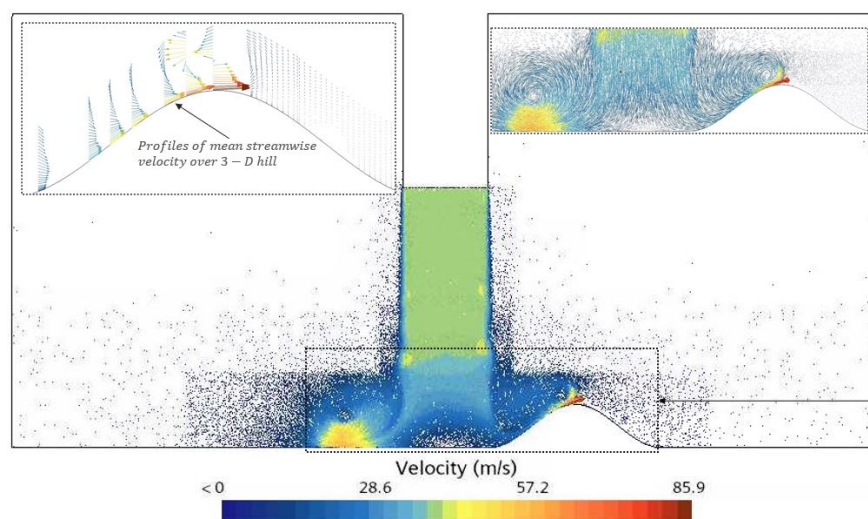 Profiles of mean streamwise
velocity over 3 − D hill
Velocity (m/s)
< 0 28.6 57.2 85.9